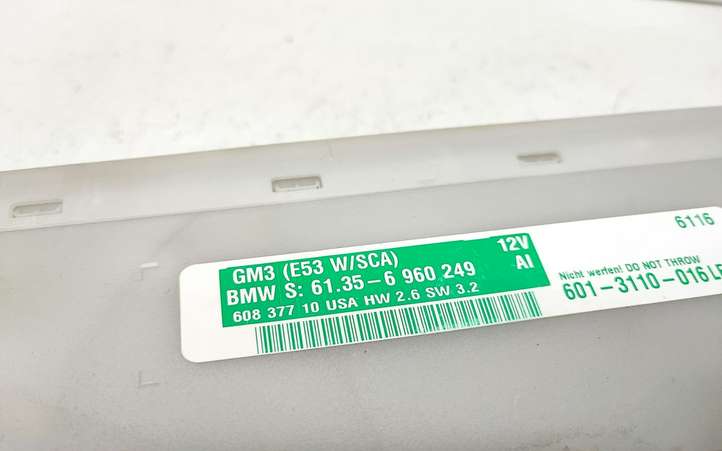 GM3 (E53 W/SCA) 12V
BMW S: 61.35-6 960 249 AI
608 377 10 USA HW 2.6 SW 3.2
6116
Nicht werfen! DO NOT THROW
601-3110-016